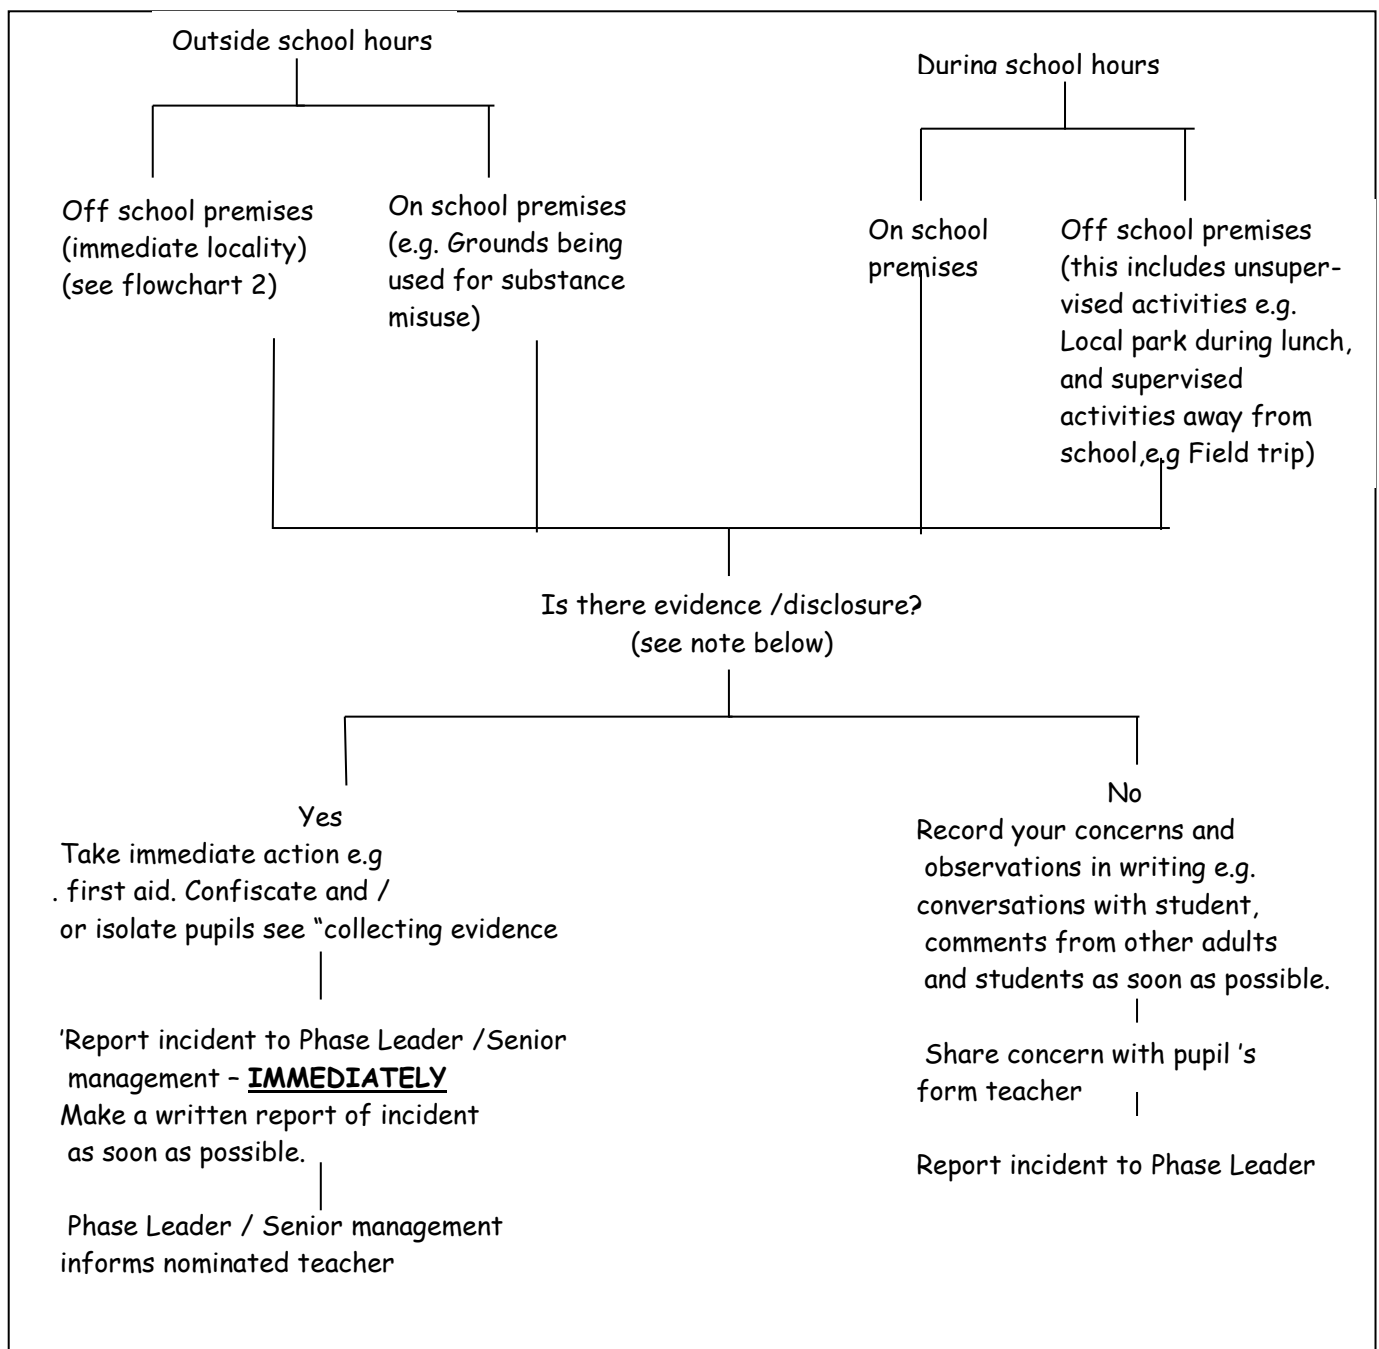 Outside school hours
During school hours
Off school premises
(immediate locality)
(see flowchart 2)
On school premises
(e.g. Grounds being
used for substance
misuse)
On school
premises
Off school premises
(this includes unsuper-
vised activities e.g.
Local park during lunch,
and supervised
activities away from
school,e.g Field trip)
Is there evidence /disclosure?
(see note below)
Yes
Take immediate action e.g
. first aid. Confiscate and /
or isolate pupils see “collecting evidence
’Report incident to Phase Leader /Senior
management – IMMEDIATELY
Make a written report of incident
as soon as possible.
Phase Leader / Senior management
informs nominated teacher
No
Record your concerns and
observations in writing e.g.
conversations with student,
comments from other adults
and students as soon as possible.
Share concern with pupil ’s
form teacher
Report incident to Phase Leader